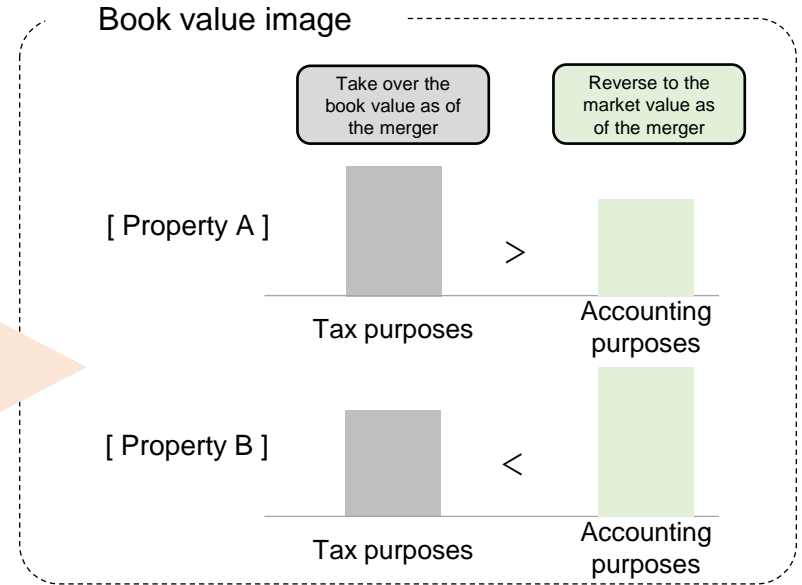 Book value image
Take over the
book value as of
the merger
Reverse to the
market value as
of the merger
[ Property A ]
>
Tax purposes
Accounting
purposes
[ Property B ]
<
Tax purposes
Accounting
purposes